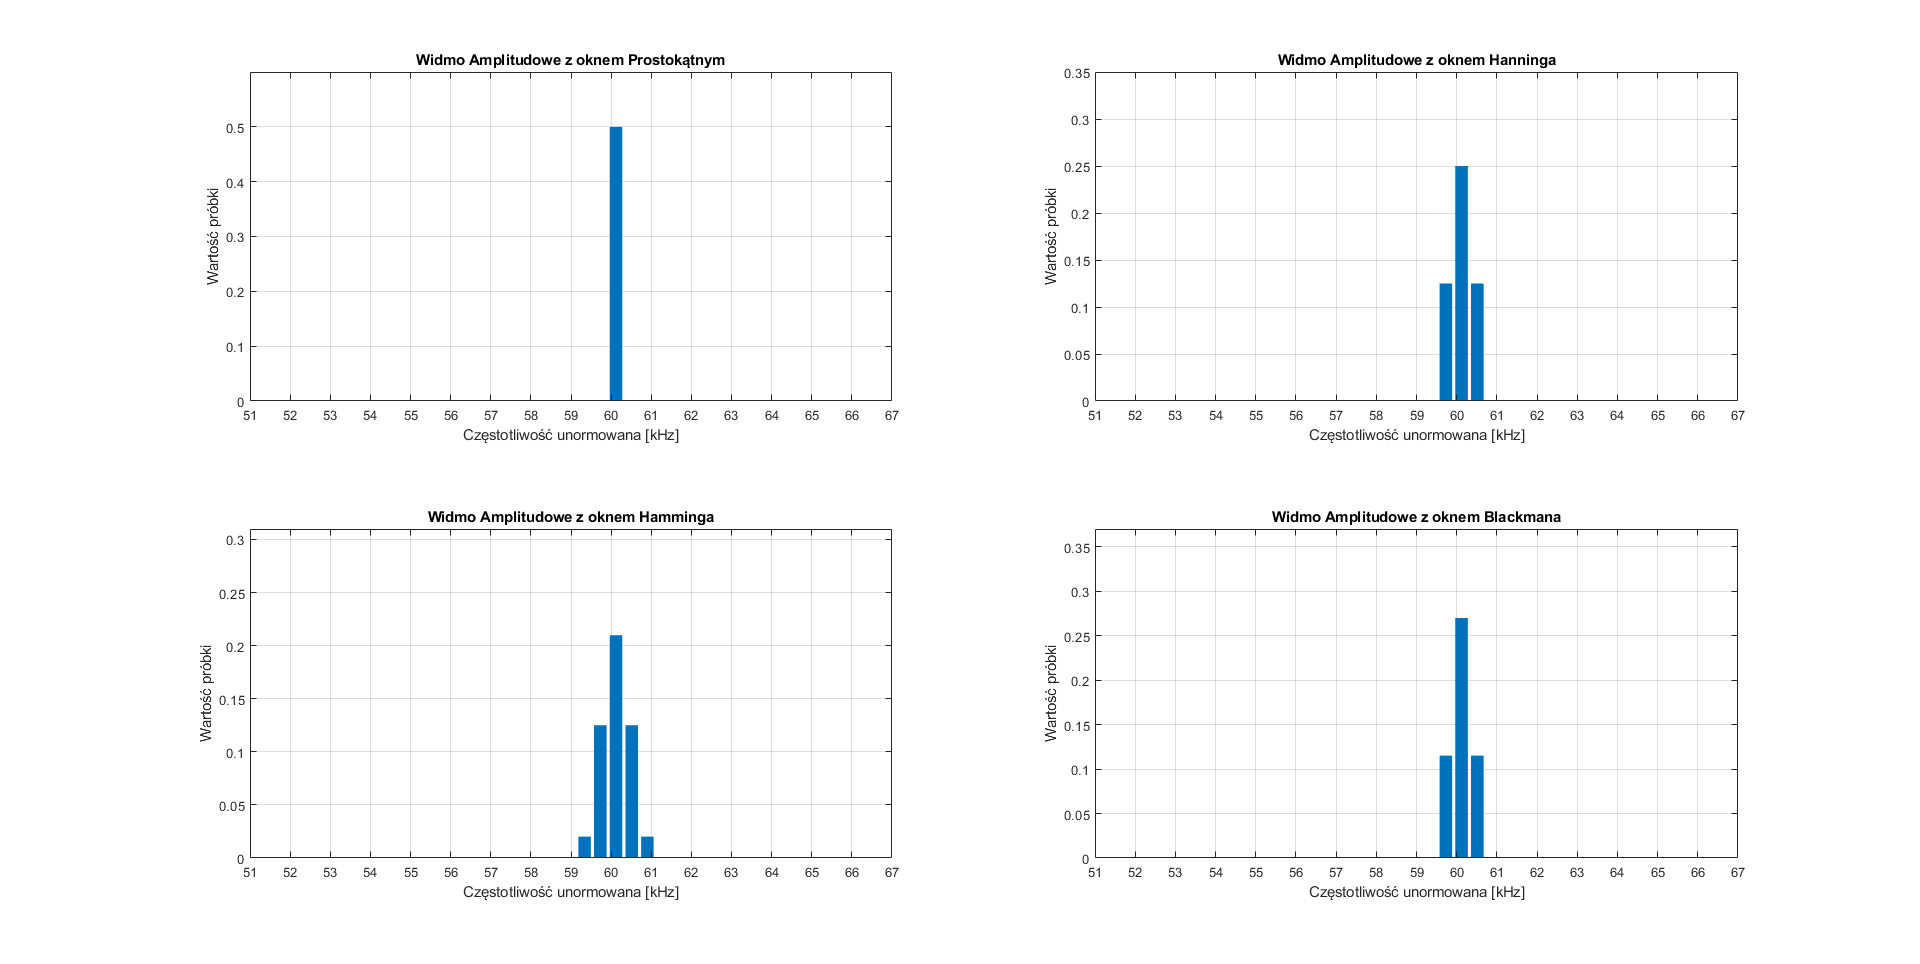 Widmo Amplitudowe z oknem Prostokątnym
0.5
0.4
0.3
0.2
0.1
0
Wartość próbki
51 52 53 54 55 56 57 58 59 60 61 62 63 64 65 66 67
Częstotliwość unormowana [kHz]
Widmo Amplitudowe z oknem Hanninga
0.35
0.3
0.25
0.2
0.15
0.1
0.05
0
Wartość próbki
51 52 53 54 55 56 57 58 59 60 61 62 63 64 65 66 67
Częstotliwość unormowana [kHz]
Widmo Amplitudowe z oknem Hamminga
0.3
0.25
0.2
0.15
0.1
0.05
0
Wartość próbki
51 52 53 54 55 56 57 58 59 60 61 62 63 64 65 66 67
Częstotliwość unormowana [kHz]
Widmo Amplitudowe z oknem Blackmana
0.35
0.3
0.25
0.2
0.15
0.1
0.05
0
Wartość próbki
51 52 53 54 55 56 57 58 59 60 61 62 63 64 65 66 67
Częstotliwość unormowana [kHz]